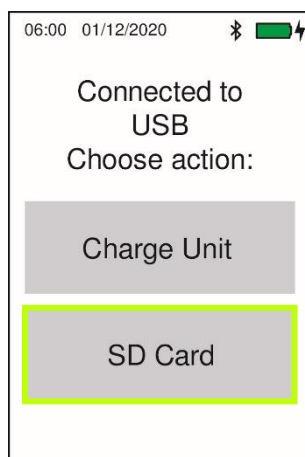 06:00 01/12/2020
Connected to
USB
Choose action:
Charge Unit
SD Card